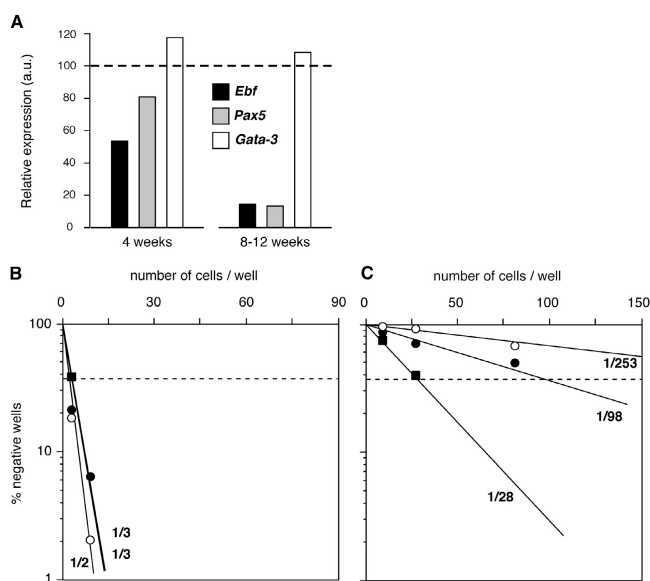 A
Relative expression (a.u.)
120
100
80
60
40
20
0
Ebf
Pax5
Gata-3
4 weeks
8-12 weeks
B
number of cells / well
0
30
60
90
% negative wells
100
10
1
1/3
1/3
1/2
C
number of cells / well
0
50
100
150
1/253
1/98
1/28